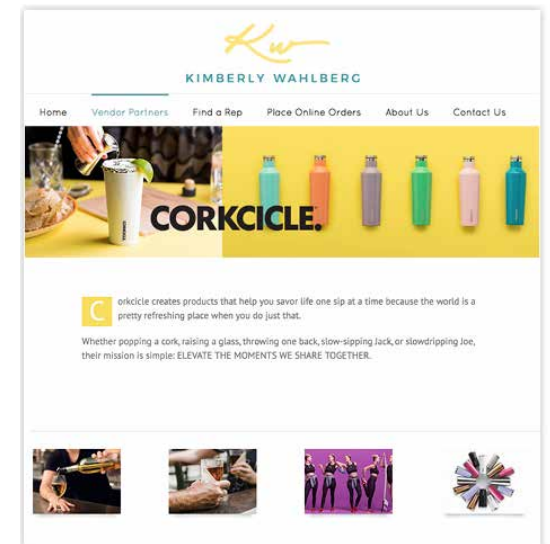 Kw
KIMBERLY WAHLBERG
Home Vendor Partners Find a Rep Place Online Orders About Us Contact Us
CORKCICLE.
Corkcicle creates products that help you savor life one sip at a time because the world is a
pretty refreshing place when you do just that.
Whether popping a cork, raising a glass, throwing one back, slow-sipping Jack, or slowdripping Joe,
their mission is simple: ELEVATE THE MOMENTS WE SHARE TOGETHER.